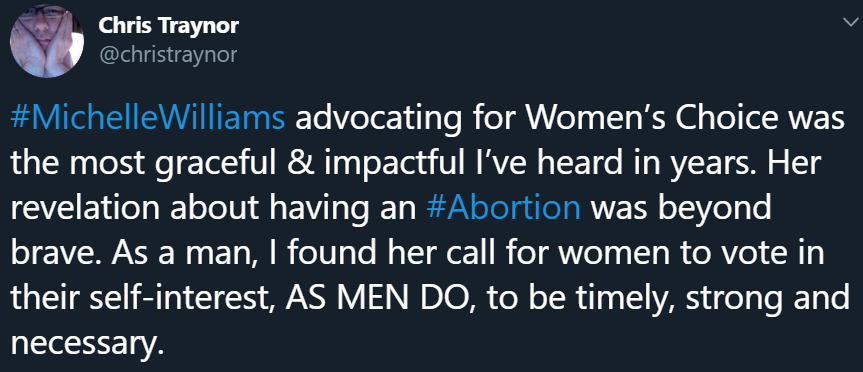 Chris Traynor
@christraynor
#MichelleWilliams advocating for Women's Choice was
the most graceful & impactful I've heard in years. Her
revelation about having an #Abortion was beyond
brave. As a man, I found her call for women to vote in
their self-interest, AS MEN DO, to be timely, strong and
necessary.